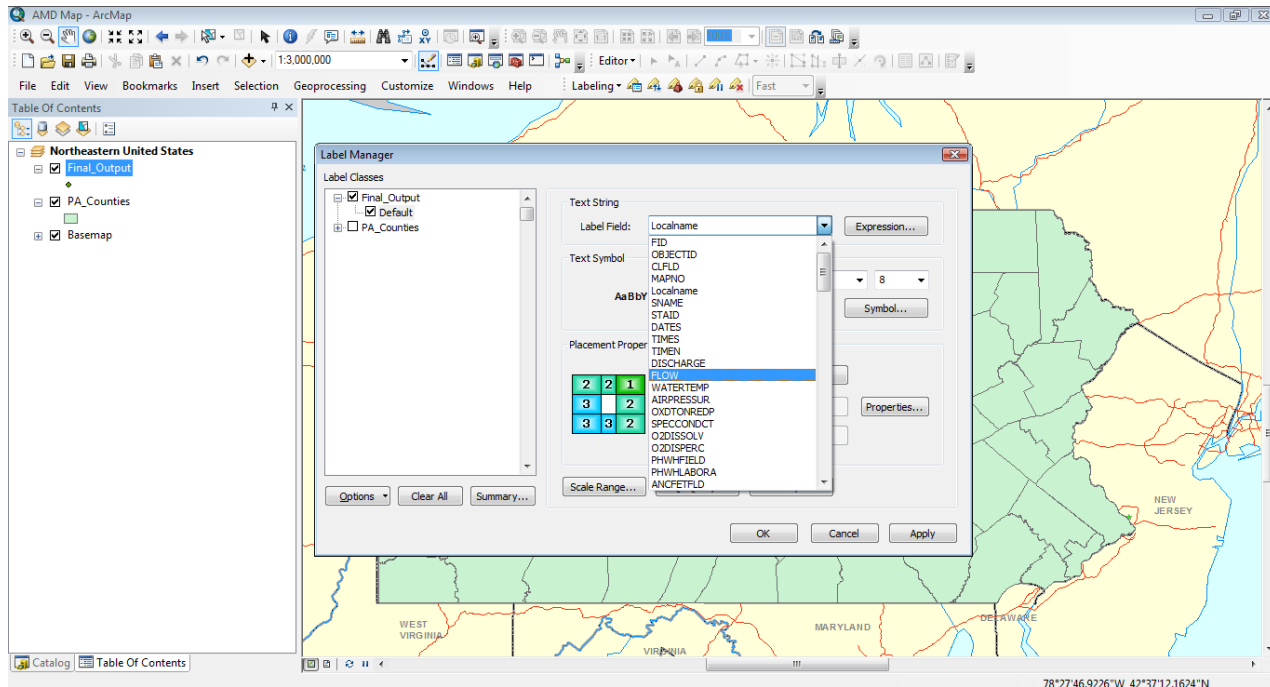 AMD Map - ArcMap
100%
1:3,000,000 Editor
File Edit View Bookmarks Insert Selection Geoprocessing Customize Windows Help Labeling Fast
Table Of Contents
Northeastern United States
Final_Output
PA_Counties
Basemap
Label Manager
Label Classes
Final_Output
Default
PA_Counties
Options Clear All Summary...
Text String
Label Field: Localname Expression...
FID
OBJECTID
CLFLD
MAPNO
Localname
SNAME
STAID
DATES
TIMES
TIMEN
DISCHARGE
FLOW
WATERTEMP
AIRPRESSUR
OXDTONREDP
SPECCONDCT
O2DISSOLV
O2DISPERC
PHWHFIELD
PHWHLABORA
ANCFETFLD
Text Symbol
AaBbY 8
Symbol...
Placement Proper
2 2 1
3 2
3 3 2
Properties...
Scale Range...
OK Cancel Apply
NEW
JERSEY
WEST
VIRGINIA
MARYLAND
DELAWARE
VIRGINIA
Catalog Table Of Contents
78°27'46.9226"W 42°37'12.1624"N